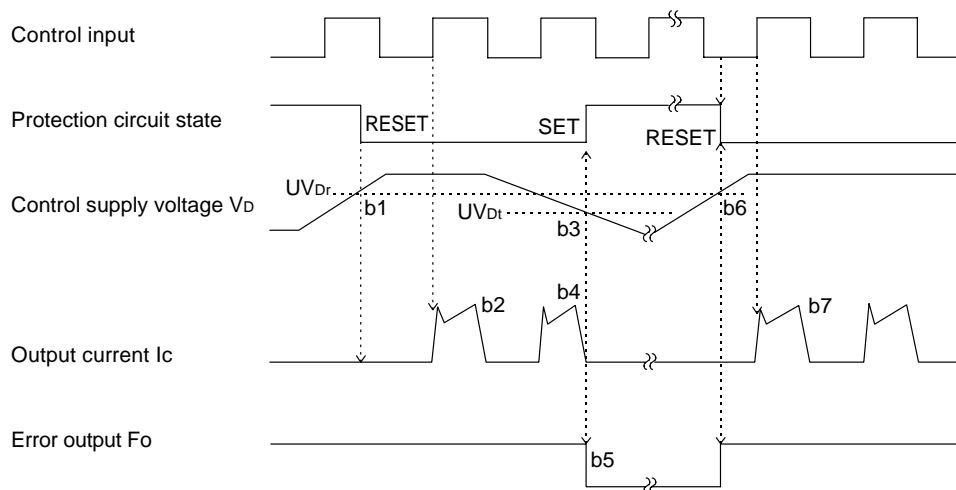 Control input
Protection circuit state
RESET
SET
RESET
UVDr
Control supply voltage VD
b1
UVDt
b3
b6
b2
b4
b7
Output current Ic
Error output Fo
b5